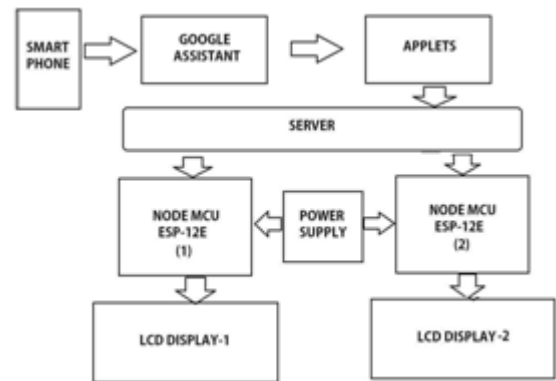 SMART
PHONE
GOOGLE
ASSISTANT
APPLETS
SERVER
NODE MCU
ESP-12E
(1)
POWER
SUPPLY
NODE MCU
ESP-12E
(2)
LCD DISPLAY-1
LCD DISPLAY-2